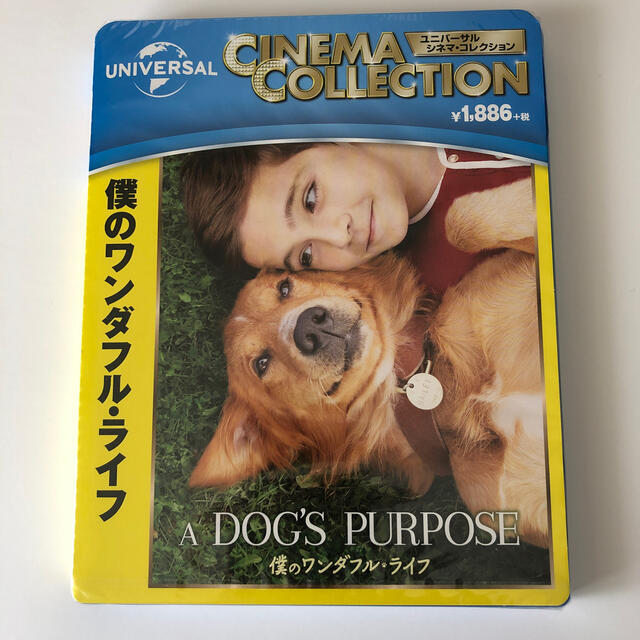 UNIVERSAL
CINEMA
COLLECTION
ユニバーサル
シネマ・コレクション
¥1,886+税
僕のワンダフル・ライフ
BAILEY
A DOG'S PURPOSE
僕のワンダフル・ライフ